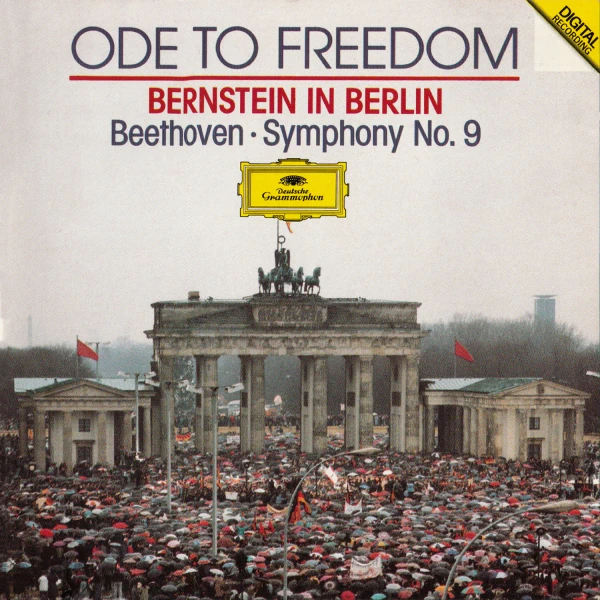 ODE TO FREEDOM
DIGITAL
RECORDING
BERNSTEIN IN BERLIN
Beethoven · Symphony No. 9
Deutsche
Grammophon